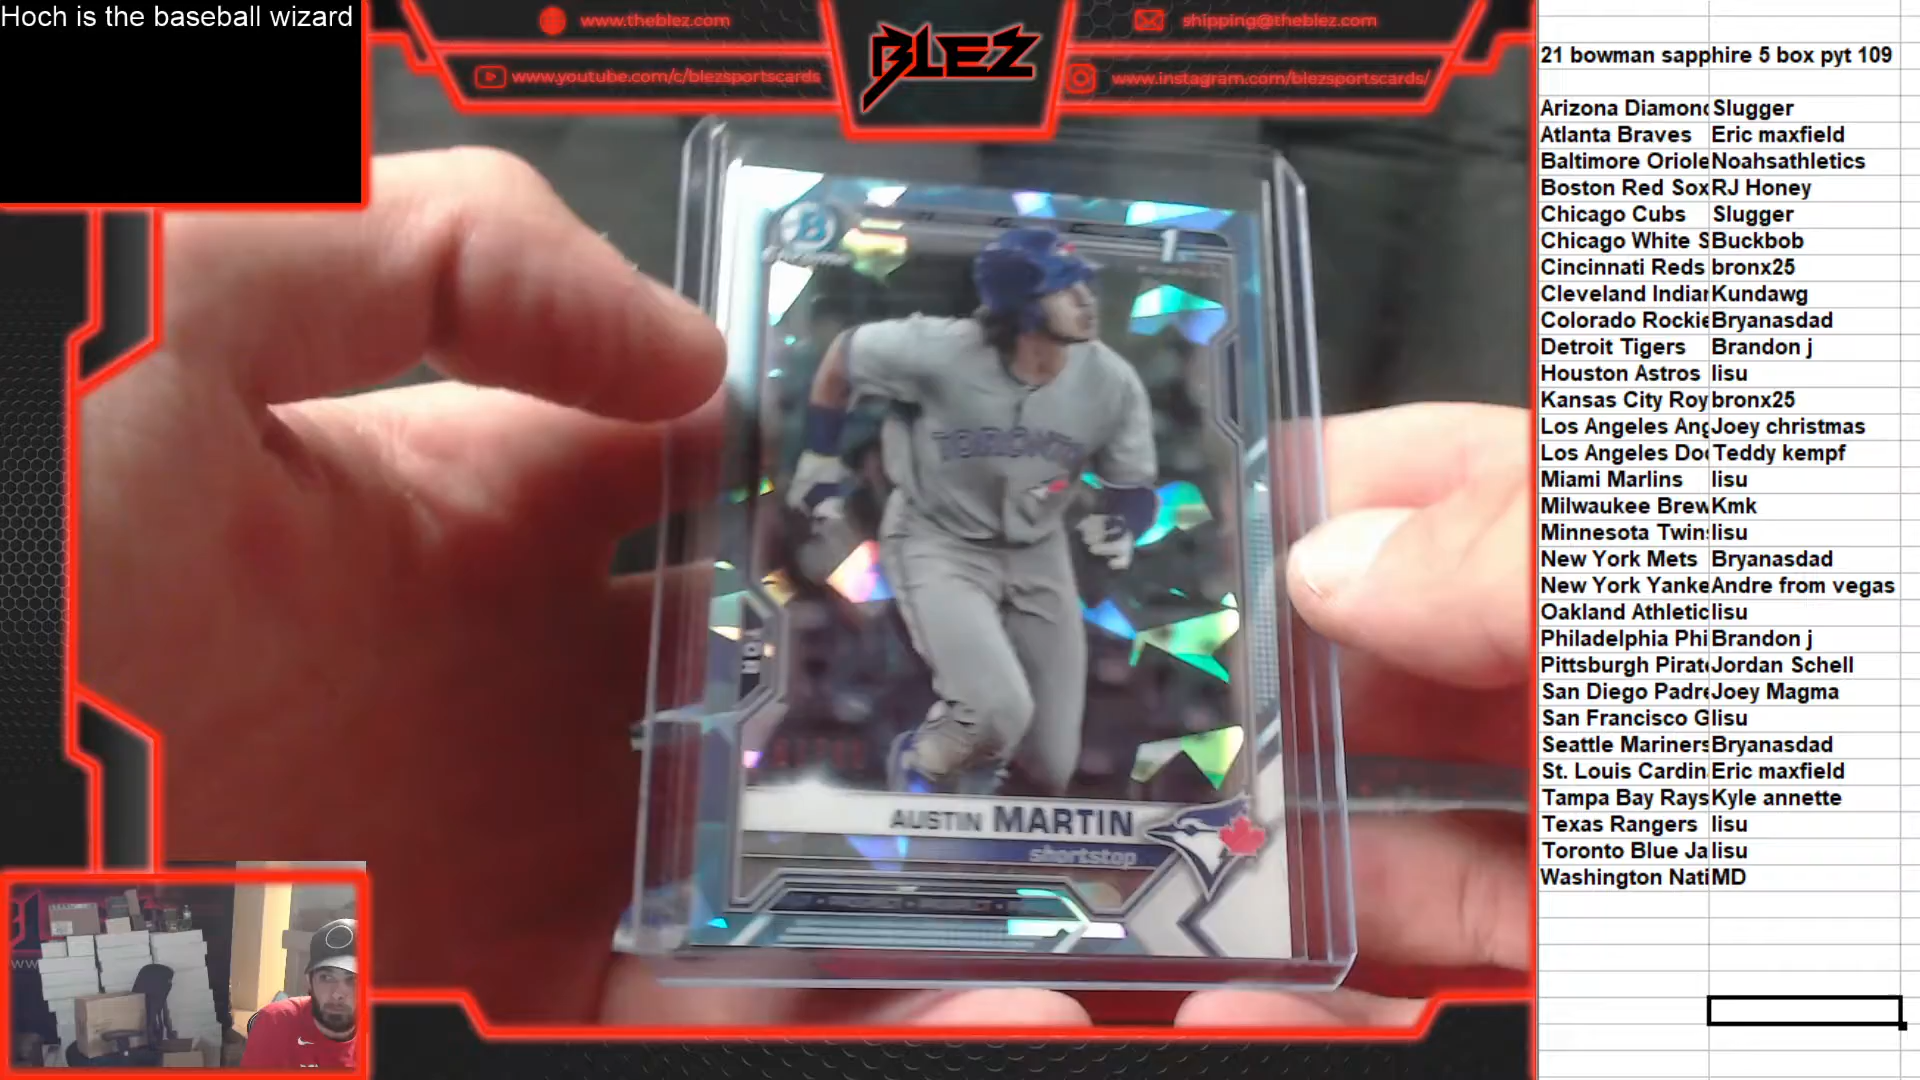 Hoch is the baseball wizard
www.theblez.com
shipping@theblez.com
BLEZ
www.youtube.com/c/blezsportscards
www.instagram.com/blezsportscards/
1st
TORONTO
AUSTIN MARTIN
shortstop
21 bowman sapphire 5 box pyt 109
Arizona Diamond Slugger
Atlanta Braves Eric maxfield
Baltimore Oriole Noahsathletics
Boston Red Sox RJ Honey
Chicago Cubs Slugger
Chicago White S Buckbob
Cincinnati Reds bronx25
Cleveland Indian Kundawg
Colorado Rockie Bryanasdad
Detroit Tigers Brandon j
Houston Astros lisu
Kansas City Roy bronx25
Los Angeles Ang Joey christmas
Los Angeles Doc Teddy kempf
Miami Marlins lisu
Milwaukee Brew Kmk
Minnesota Twins lisu
New York Mets Bryanasdad
New York Yanke Andre from vegas
Oakland Athletic lisu
Philadelphia Phi Brandon j
Pittsburgh Pirate Jordan Schell
San Diego Padre Joey Magma
San Francisco G lisu
Seattle Mariners Bryanasdad
St. Louis Cardin Eric maxfield
Tampa Bay Rays Kyle annette
Texas Rangers lisu
Toronto Blue Ja lisu
Washington Nati MD